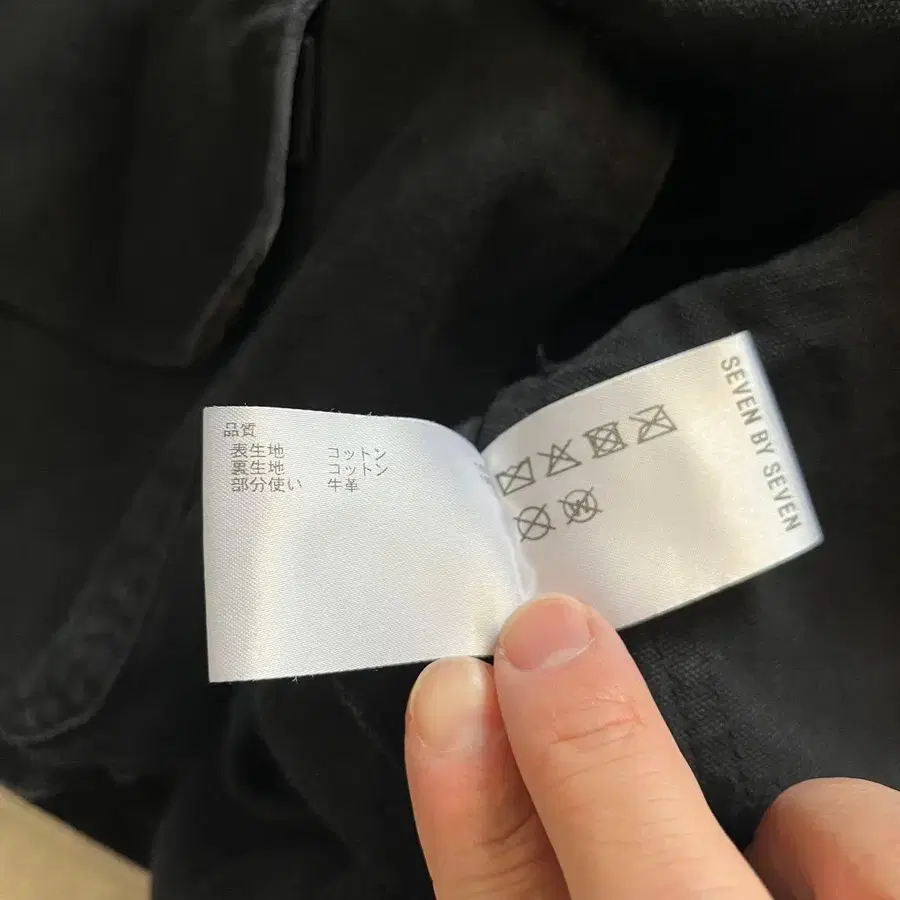 品質
表生地 コットン
裏生地 コットン
部分使い 牛革
SEVEN BY SEVEN